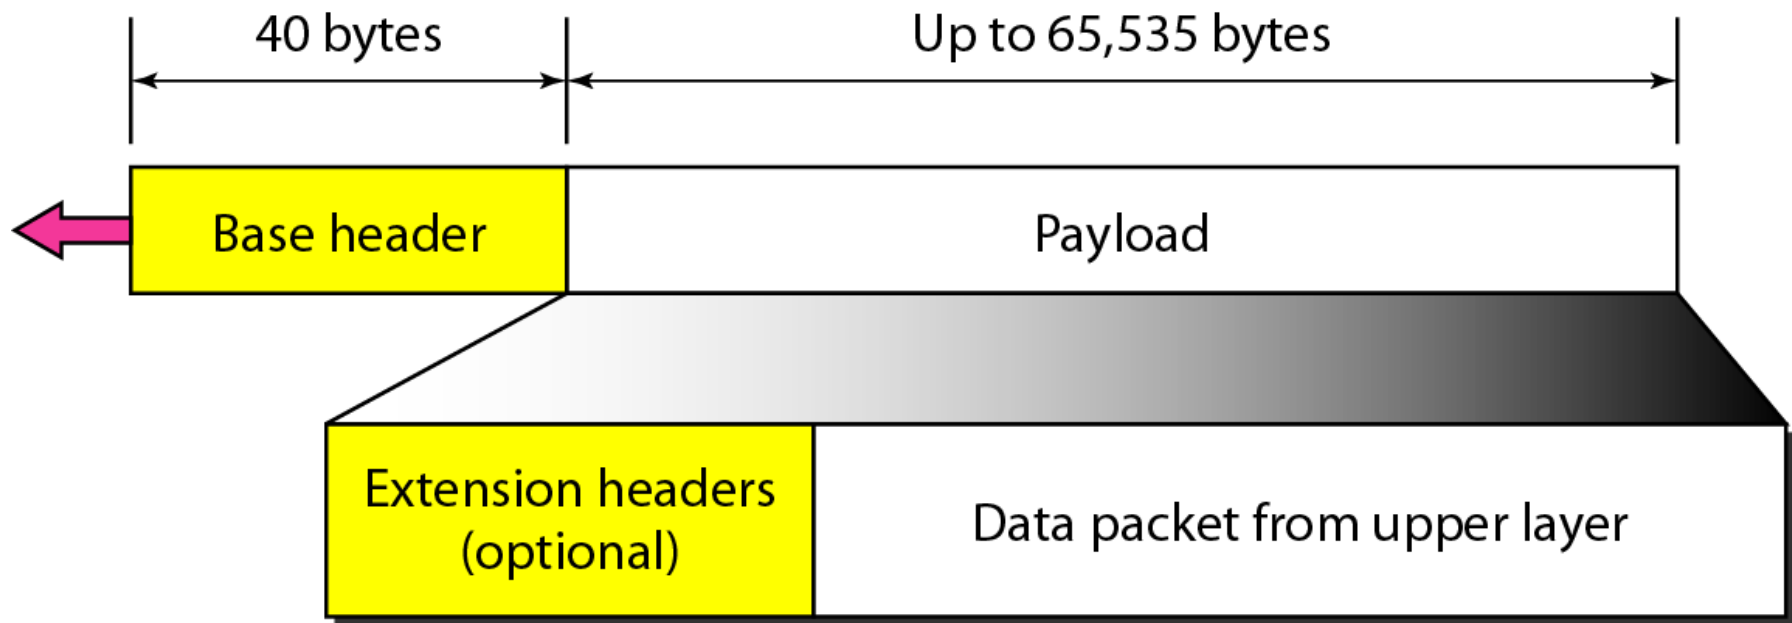 40 bytes
Up to 65,535 bytes
Base header
Payload
Extension headers
(optional)
Data packet from upper layer